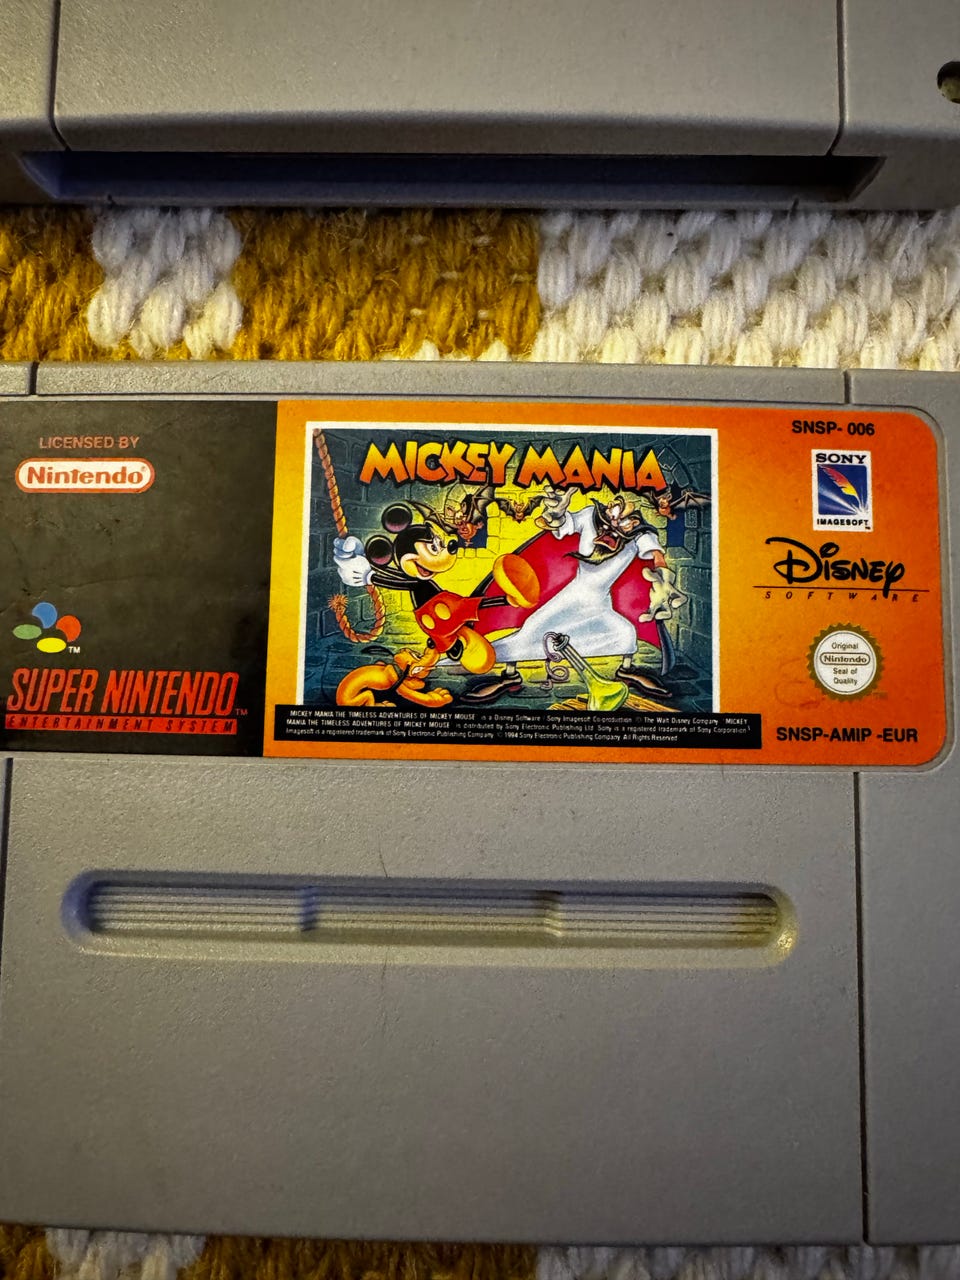 LICENSED BY
Nintendo®
TM
SUPER NINTENDO TM
ENTERTAINMENT SYSTEM
MICKEY MANIA
MICKEY MANIA THE TIMELESS ADVENTURES OF MICKEY MOUSE is a Disney Software / Sony Imagesoft Co-production © The Walt Disney Company "MICKEY
MANIA THE TIMELESS ADVENTURES OF MICKEY MOUSE" is distributed by Sony Electronic Publishing Ltd. Sony is a registered trademark of Sony Corporation
Imagesoft is a registered trademark of Sony Electronic Publishing Company © 1994 Sony Electronic Publishing Company. All Rights Reserved
SNSP- 006
SONY
IMAGESOFT
DISNEY
SOFTWARE
Original
Nintendo
Seal of
Quality
SNSP-AMIP -EUR